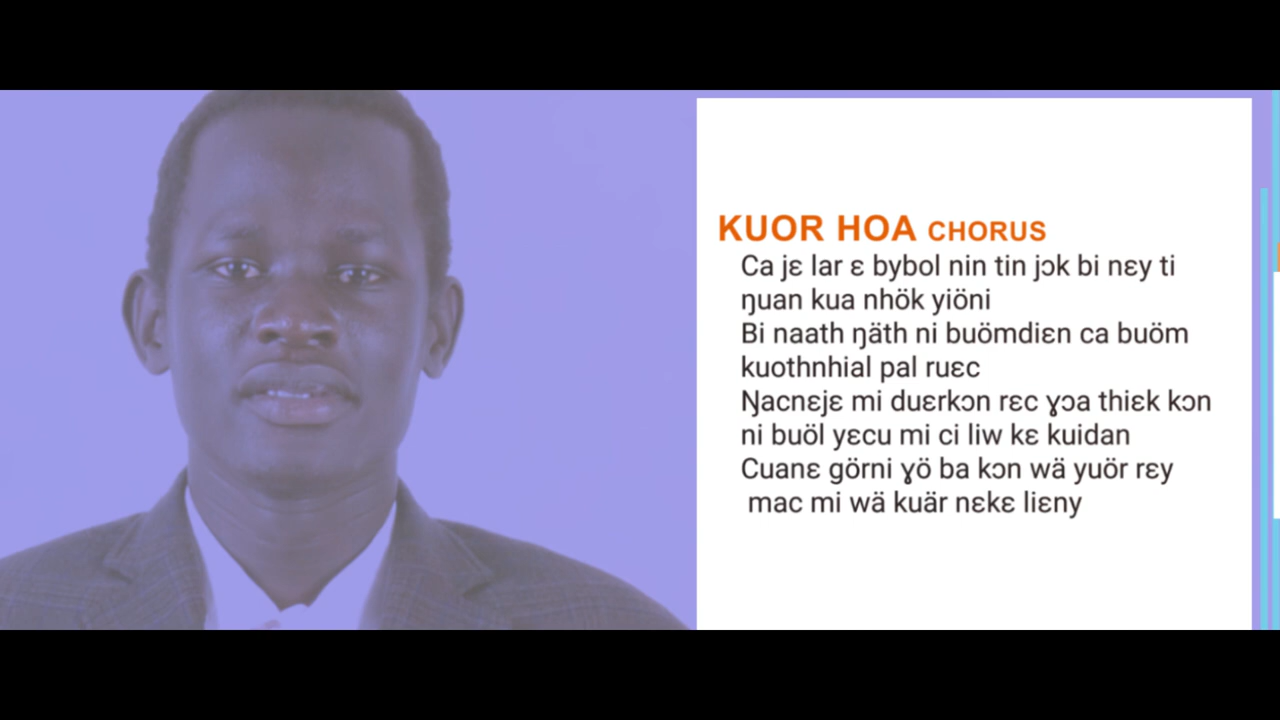 KUOR HOA CHORUS
Ca jɛ lar ɛ bybol nin tin jɔk bi nɛy ti
ŋuan kua nhök yiöni
Bi naath ŋäth ni buömdiɛn ca buöm
kuothnhial pal ruɛc
Ŋacnɛjɛ mi duɛrkɔn rɛc ɣɔa thiɛk kɔn
ni buöl yɛcu mi ci liw kɛ kuidan
Cuanɛ görni ɣö ba kɔn wä yuör rɛy
mac mi wä kuär nɛkɛ liɛny